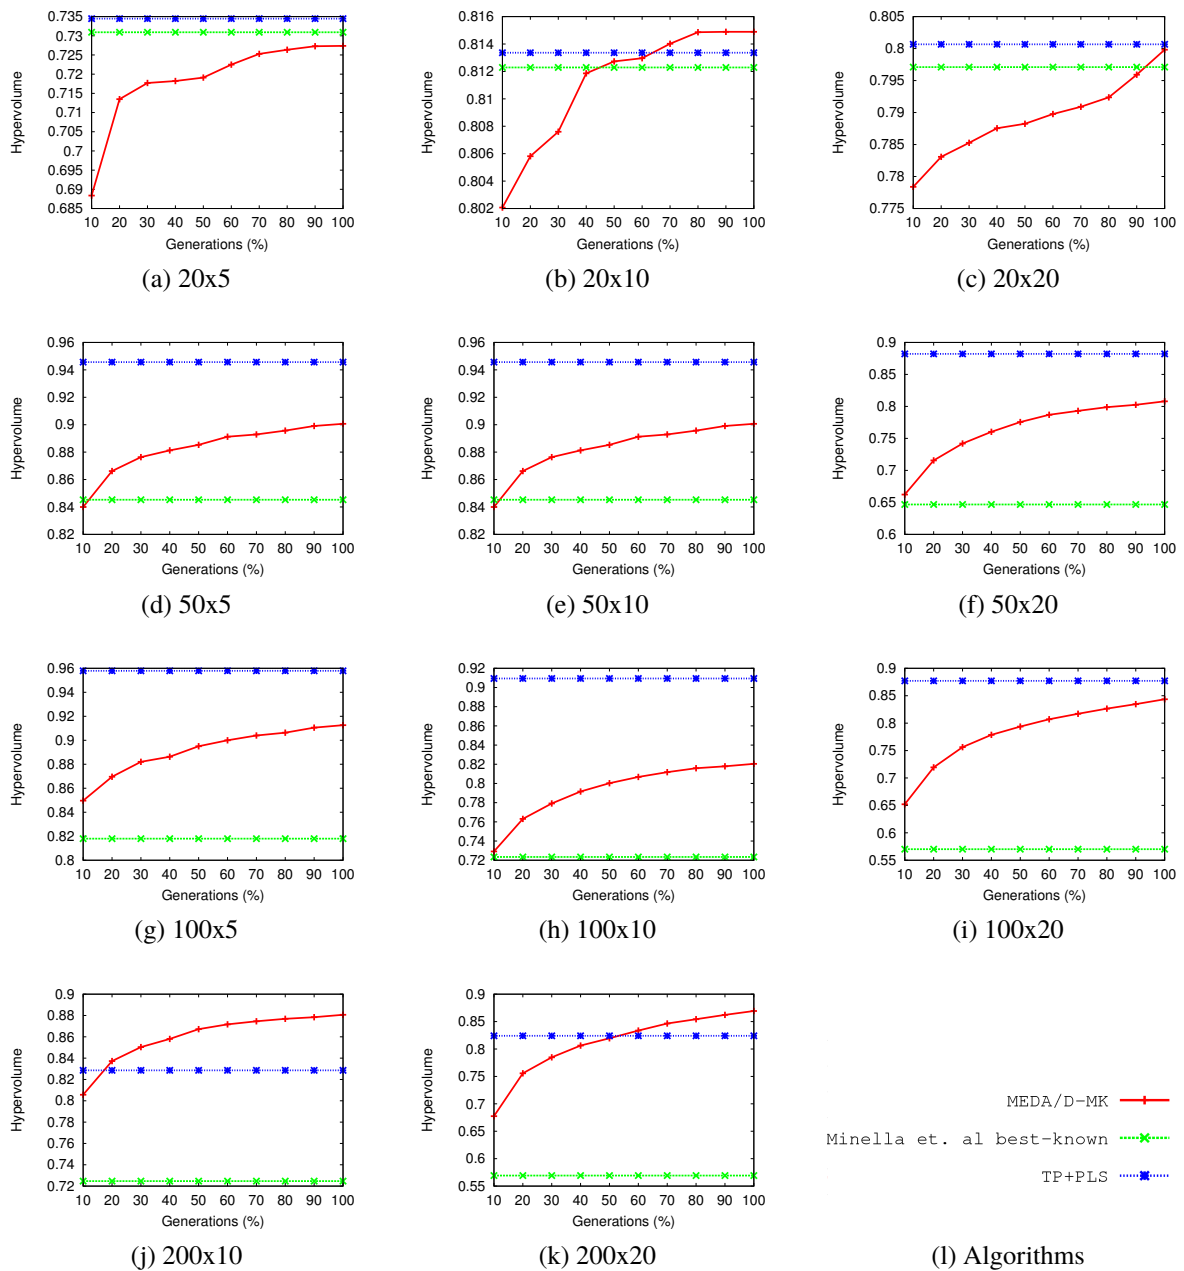 0.735
0.73
0.725
0.72
0.715
0.71
0.705
0.7
0.695
0.69
0.685
Hypervolume
10 20 30 40 50 60 70 80 90 100
Generations (%)
(a) 20x5
0.816
0.814
0.812
0.81
0.808
0.806
0.804
0.802
Hypervolume
10 20 30 40 50 60 70 80 90 100
Generations (%)
(b) 20x10
0.805
0.8
0.795
0.79
0.785
0.78
0.775
Hypervolume
10 20 30 40 50 60 70 80 90 100
Generations (%)
(c) 20x20
0.96
0.94
0.92
0.9
0.88
0.86
0.84
0.82
Hypervolume
10 20 30 40 50 60 70 80 90 100
Generations (%)
(d) 50x5
0.96
0.94
0.92
0.9
0.88
0.86
0.84
0.82
Hypervolume
10 20 30 40 50 60 70 80 90 100
Generations (%)
(e) 50x10
0.9
0.85
0.8
0.75
0.7
0.65
0.6
Hypervolume
10 20 30 40 50 60 70 80 90 100
Generations (%)
(f) 50x20
0.96
0.94
0.92
0.9
0.88
0.86
0.84
0.82
0.8
Hypervolume
10 20 30 40 50 60 70 80 90 100
Generations (%)
(g) 100x5
0.92
0.9
0.88
0.86
0.84
0.82
0.8
0.78
0.76
0.74
0.72
Hypervolume
10 20 30 40 50 60 70 80 90 100
Generations (%)
(h) 100x10
0.9
0.85
0.8
0.75
0.7
0.65
0.6
0.55
Hypervolume
10 20 30 40 50 60 70 80 90 100
Generations (%)
(i) 100x20
0.9
0.88
0.86
0.84
0.82
0.8
0.78
0.76
0.74
0.72
Hypervolume
10 20 30 40 50 60 70 80 90 100
Generations (%)
(j) 200x10
0.9
0.85
0.8
0.75
0.7
0.65
0.6
0.55
Hypervolume
10 20 30 40 50 60 70 80 90 100
Generations (%)
(k) 200x20
MEDA/D-MK
Minella et. al best-known
TP+PLS
(l) Algorithms